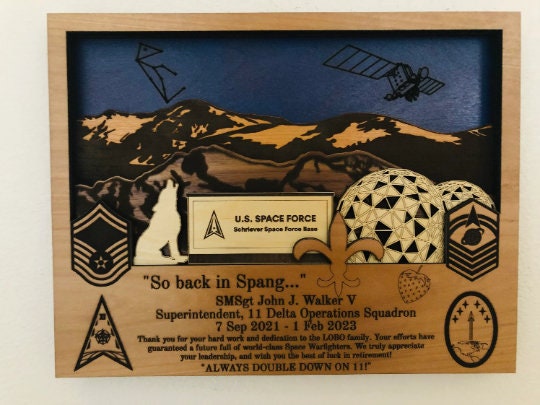 U.S. SPACE FORCE
Schriever Space Force Base
"So back in Spang..."
SMSgt John J. Walker V
Superintendent, 11 Delta Operations Squadron
7 Sep 2021 - 1 Feb 2023
Thank you for your hard work and dedication to the LOBO family. Your efforts have
guaranteed a future full of world-class Space Warfighters. We truly appreciate
your leadership, and wish you the best of luck in retirement!
"ALWAYS DOUBLE DOWN ON 11!"